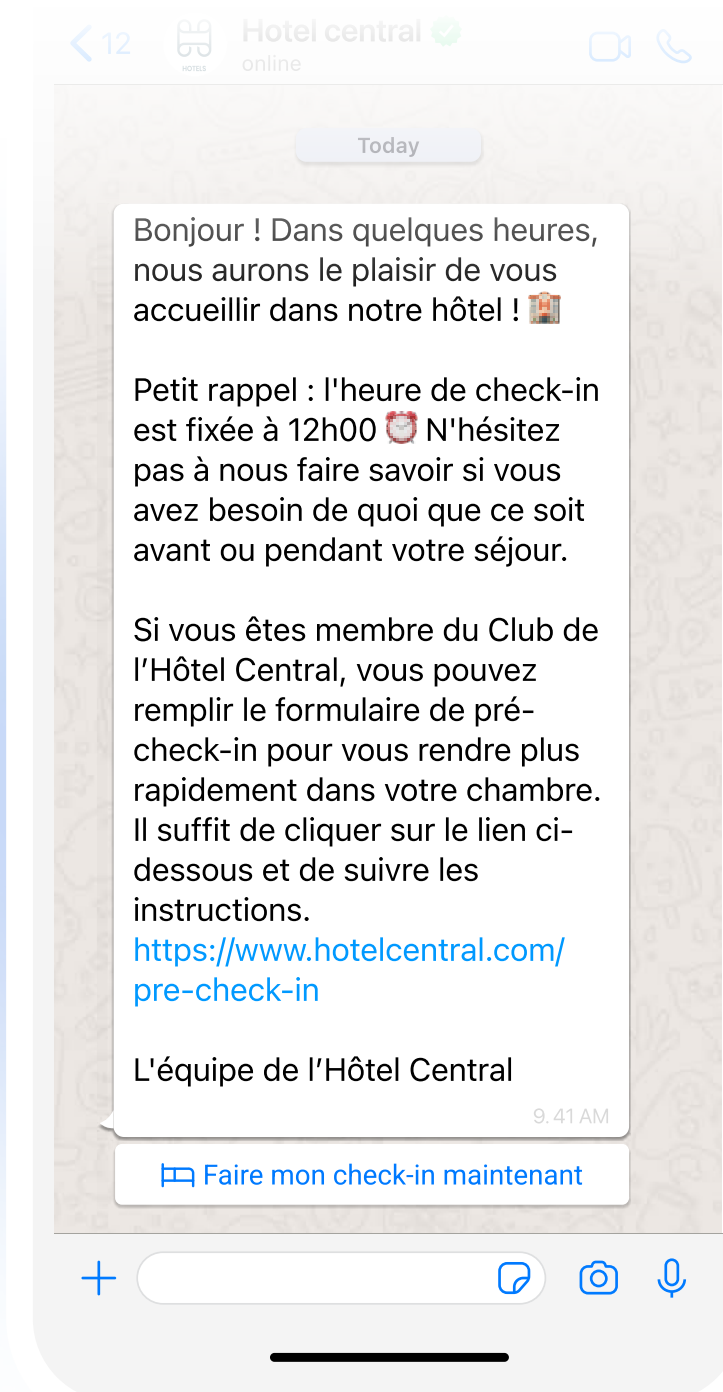 12
HOTELS
Hotel central
online
Today
Bonjour ! Dans quelques heures,
nous aurons le plaisir de vous
accueillir dans notre hôtel ! 🏨
Petit rappel : l'heure de check-in
est fixée à 12h00 ⏰ N'hésitez
pas à nous faire savoir si vous
avez besoin de quoi que ce soit
avant ou pendant votre séjour.
Si vous êtes membre du Club de
l’Hôtel Central, vous pouvez
remplir le formulaire de pré-
check-in pour vous rendre plus
rapidement dans votre chambre.
Il suffit de cliquer sur le lien ci-
dessous et de suivre les
instructions.
https://www.hotelcentral.com/
pre-check-in
L'équipe de l’Hôtel Central
9.41 AM
Faire mon check-in maintenant